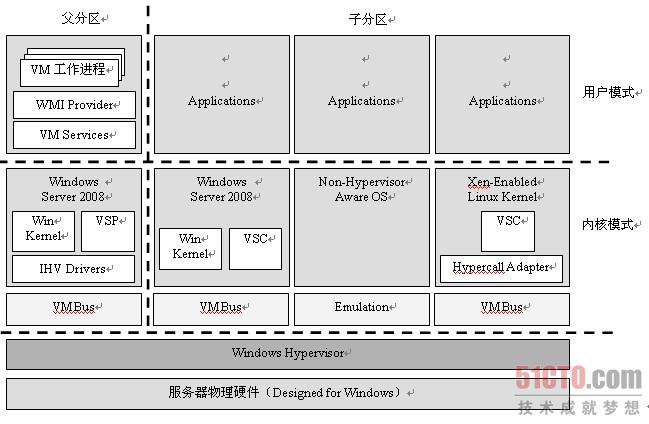 父分区
子分区
VM 工作进程
WMI Provider
VM Services
Applications
Applications
Applications
用户模式
Windows
Server 2008
Win
Kernel
VSP
IHV Drivers
Windows
Server 2008
Win
Kernel
VSC
Non-Hypervisor
Aware OS
Xen-Enabled
Linux Kernel
VSC
Hypercall Adapter
内核模式
VMBus
VMBus
Emulation
VMBus
Windows Hypervisor
服务器物理硬件（Designed for Windows）
51CTO.com
技术成就梦想